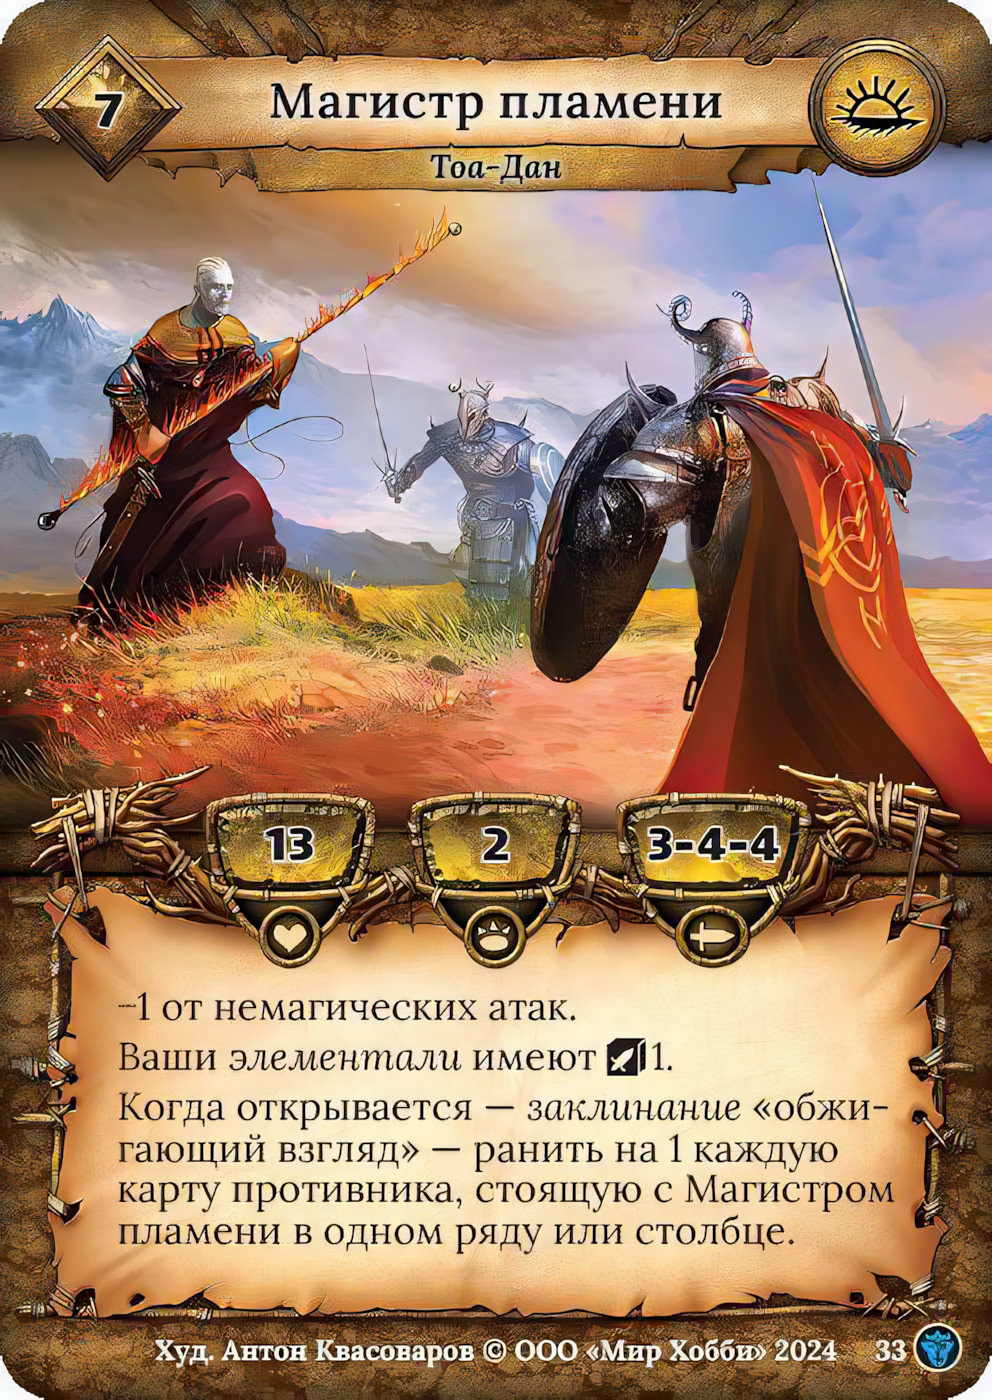 7
Магистр пламени
Тоа-Дан
13
2
3-4-4
–1 от немагических атак.
Ваши элементали имеют 1.
Когда открывается — заклинание «обжи-
гающий взгляд» — ранить на 1 каждую
карту противника, стоящую с Магистром
пламени в одном ряду или столбце.
Худ. Антон Квасоваров © ООО «Мир Хобби» 2024 33